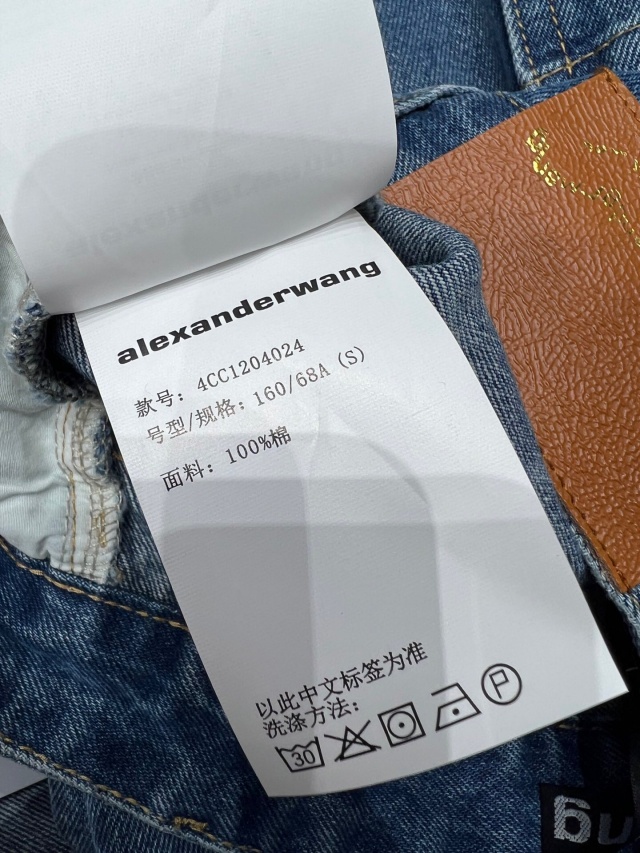 alexanderwang
款号: 4CC1204024
号型/规格: 160/68A (S)
面料: 100%棉
以此中文标签为准
洗涤方法:
30
P